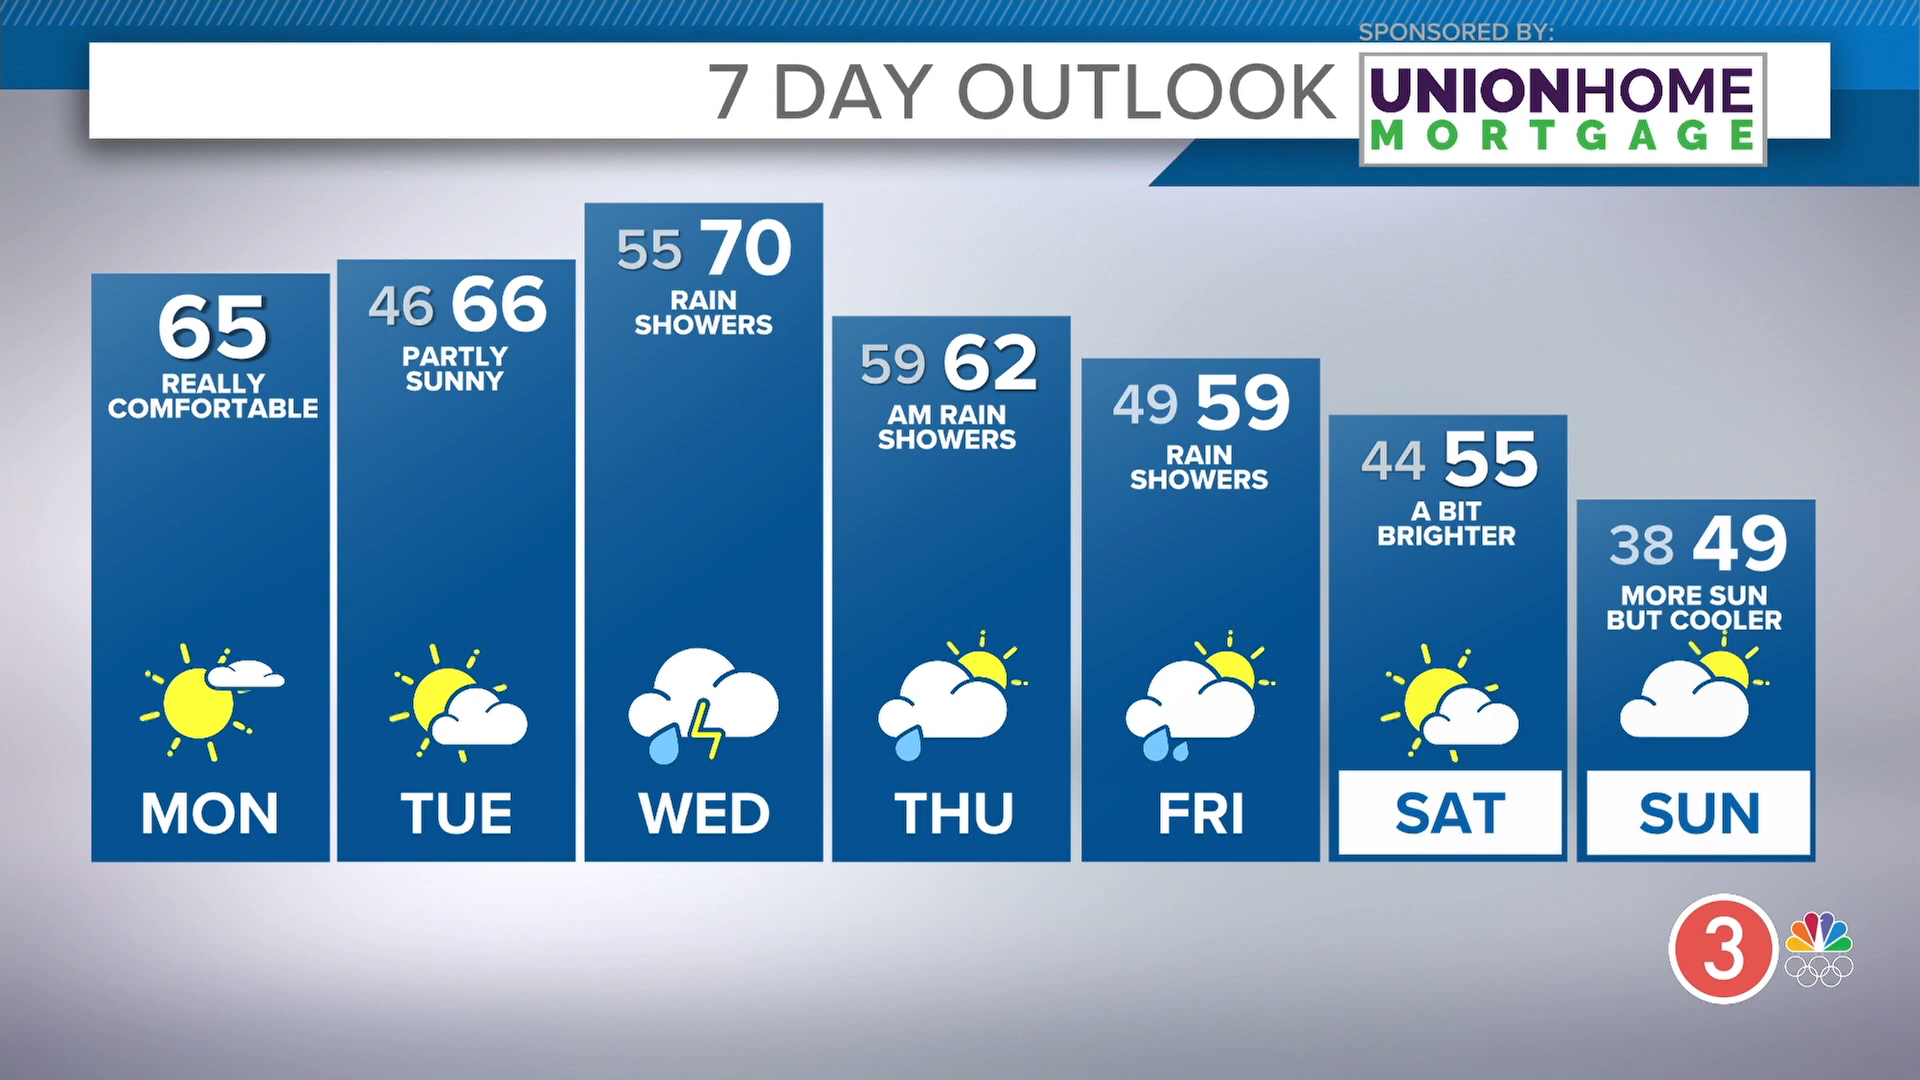 SPONSORED BY:
7 DAY OUTLOOK
UNIONHOME
MORTGAGE
65
REALLY
COMFORTABLE
MON
46 66
PARTLY
SUNNY
TUE
55 70
RAIN
SHOWERS
WED
59 62
AM RAIN
SHOWERS
THU
49 59
RAIN
SHOWERS
FRI
44 55
A BIT
BRIGHTER
SAT
38 49
MORE SUN
BUT COOLER
SUN
3